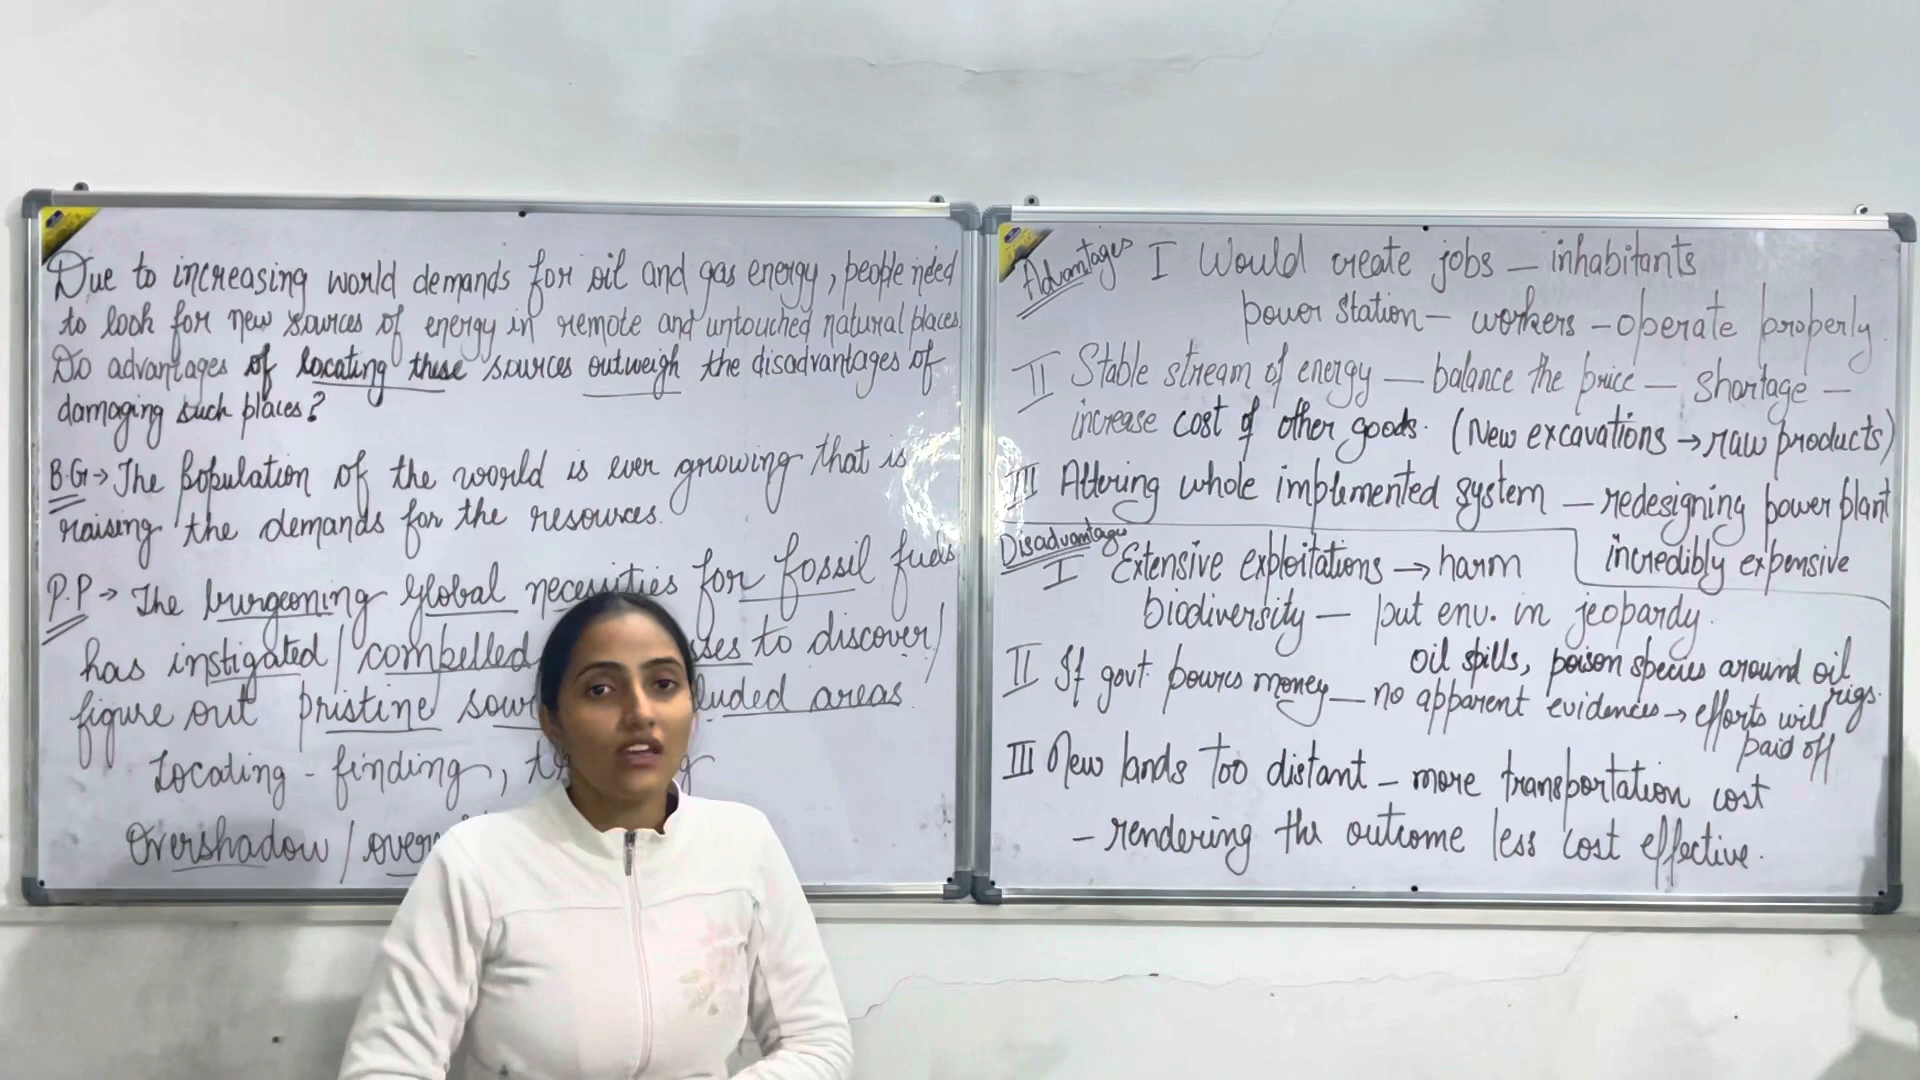 Due to increasing world demands for oil and gas energy, people need
to look for new sources of energy in remote and untouched natural places.
Do advantages of locating these sources outweigh the disadvantages of
damaging such places?
B.G → The population of the world is ever growing that is
raising the demands for the resources.
P.P → The burgeoning global necessities for fossil fuels
has instigated / compelled to discover /
figure out pristine areas.
Locating - finding,
Overshadow /
Advantages I Would create jobs — inhabitants
power station — workers — operate properly.
II Stable stream of energy — balance the price — shortage —
increase cost of other goods. (New excavations → raw products)
III Altering whole implemented system — redesigning power plant
incredibly expensive
Disadvantages
I Extensive exploitations → harm
biodiversity — put env. in jeopardy.
oil spills, poison species around oil rigs.
II If govt. pours money — no apparent evidences → efforts will
paid off
III New lands too distant — more transportation cost
– rendering the outcome less cost effective.